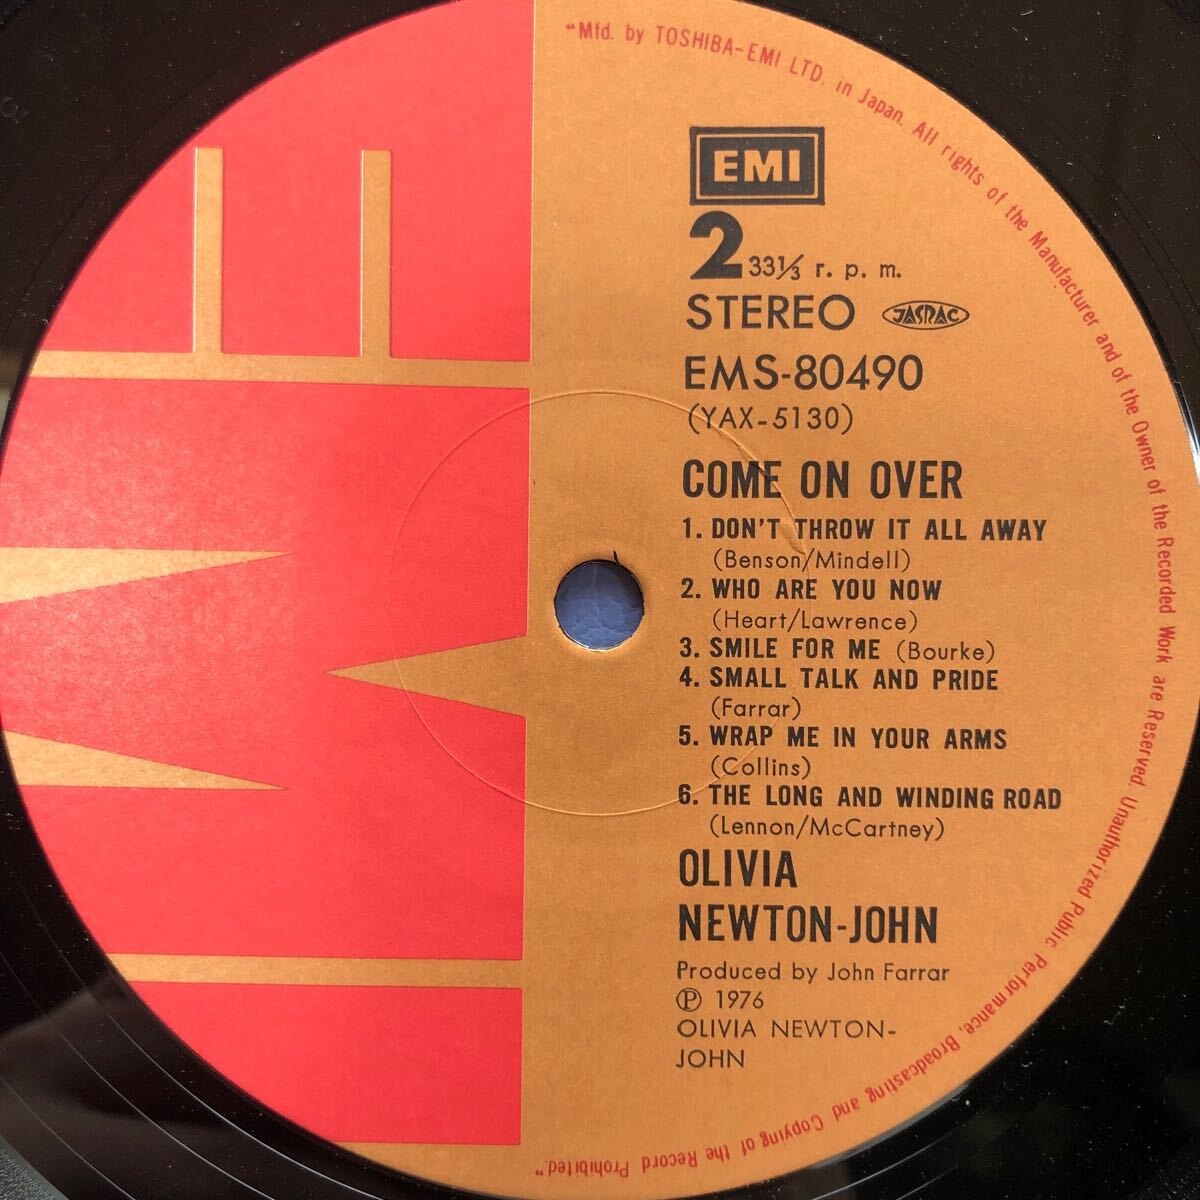 "Mfd. by TOSHIBA-EMI LTD. in Japan. All rights of the Manufacturer and of the Owner of the Recorded Work are Reserved. Unauthorized Public. Performance. Broadcasting and Copying of the Record Prohibited."
EMI
2 33⅓ r. p. m.
STEREO JASRAC
EMS-80490
(YAX-5130)
COME ON OVER
1. DON'T THROW IT ALL AWAY
(Benson/Mindell)
2. WHO ARE YOU NOW
(Heart/Lawrence)
3. SMILE FOR ME (Bourke)
4. SMALL TALK AND PRIDE
(Farrar)
5. WRAP ME IN YOUR ARMS
(Collins)
6. THE LONG AND WINDING ROAD
(Lennon/McCartney)
OLIVIA
NEWTON-JOHN
Produced by John Farrar
Ⓟ 1976
OLIVIA NEWTON-
JOHN